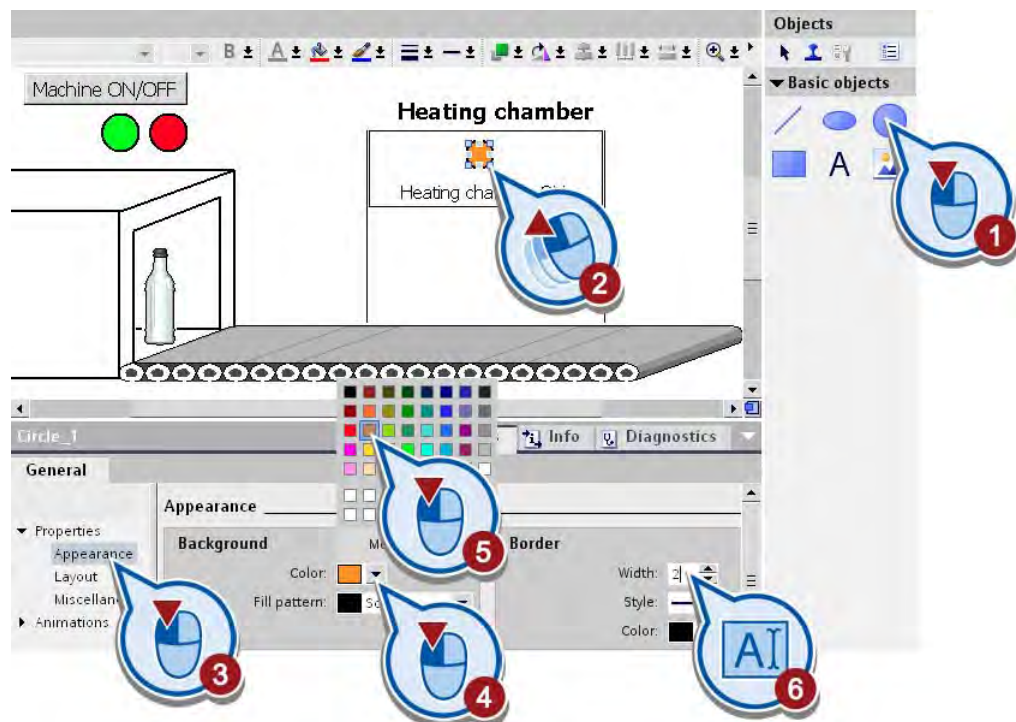 Objects
B A
Machine ON/OFF
Basic objects
Heating chamber
A
Heating cha
1
2
Circle_1
Info
Diagnostics
General
Appearance
Properties
Background
5
Border
Appearance
Color:
Width: 2
Layout
Fill pattern:
Style:
Animations
Color:
A
3
4
6